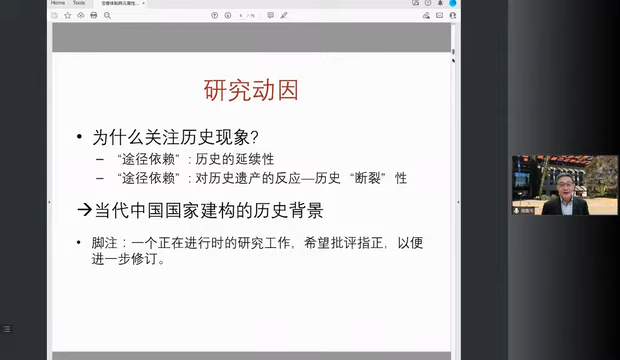 Home Tools
研究动因
• 为什么关注历史现象?
– “途径依赖”: 历史的延续性
– “途径依赖”: 对历史遗产的反应—历史“断裂”性
→当代中国国家建构的历史背景
• 脚注：一个正在进行时的研究工作，希望批评指正，以便
进一步修订。